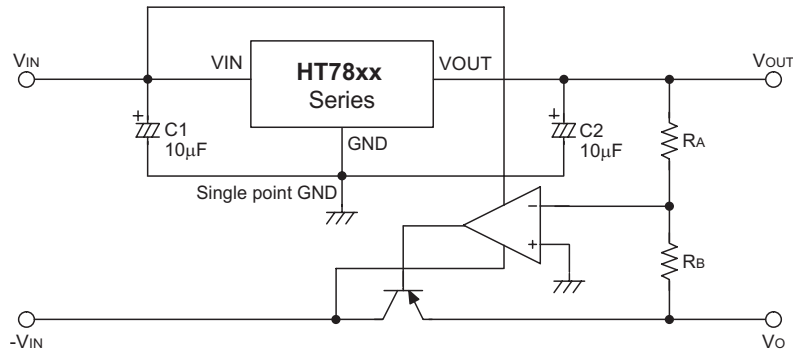 VIN
VIN
HT78xx
Series
VOUT
VOUT
+
C1
10μF
GND
+
C2
10μF
RA
Single point GND
−
+
RB
-VIN
VO